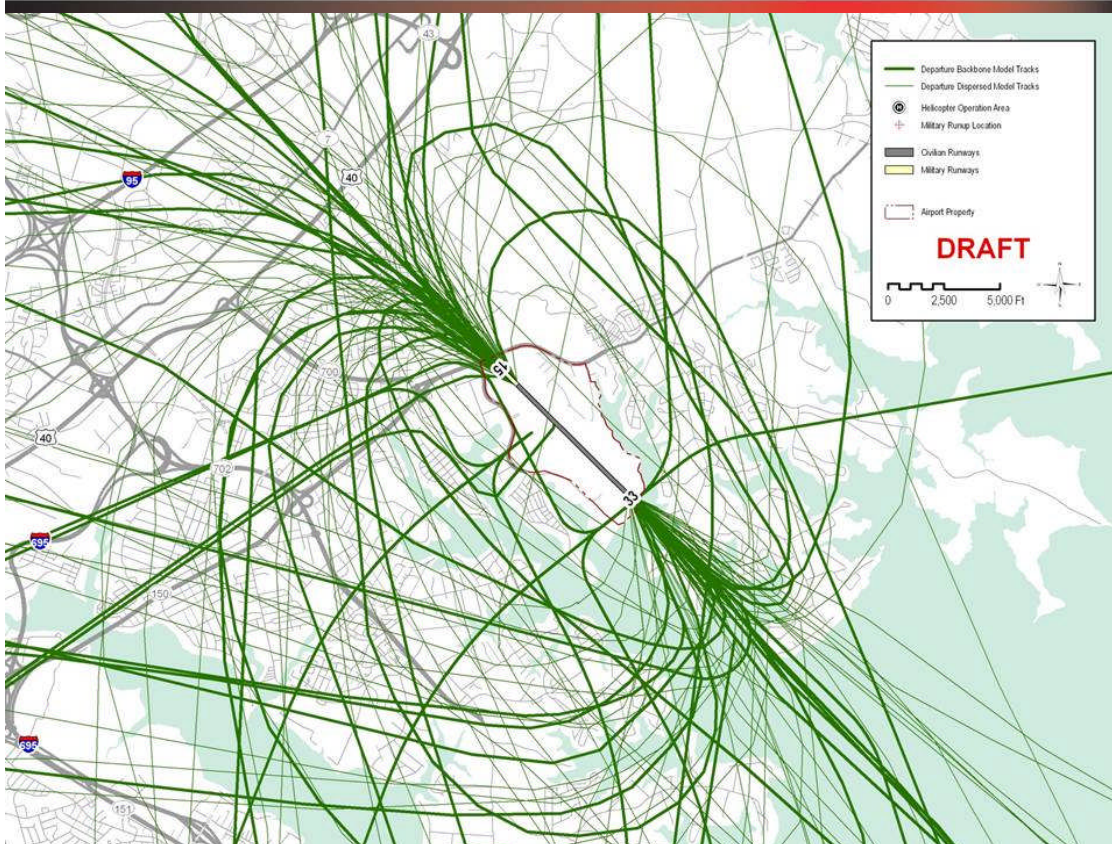 43
7
40
95
15
33
700
40
702
695
150
695
151
Departure Backbone Model Tracks
Departure Dispersed Model Tracks
H
Helicopter Operation Area
Military Runup Location
Civilian Runways
Military Runways
Airport Property
DRAFT
N
0 2,500 5,000 Ft